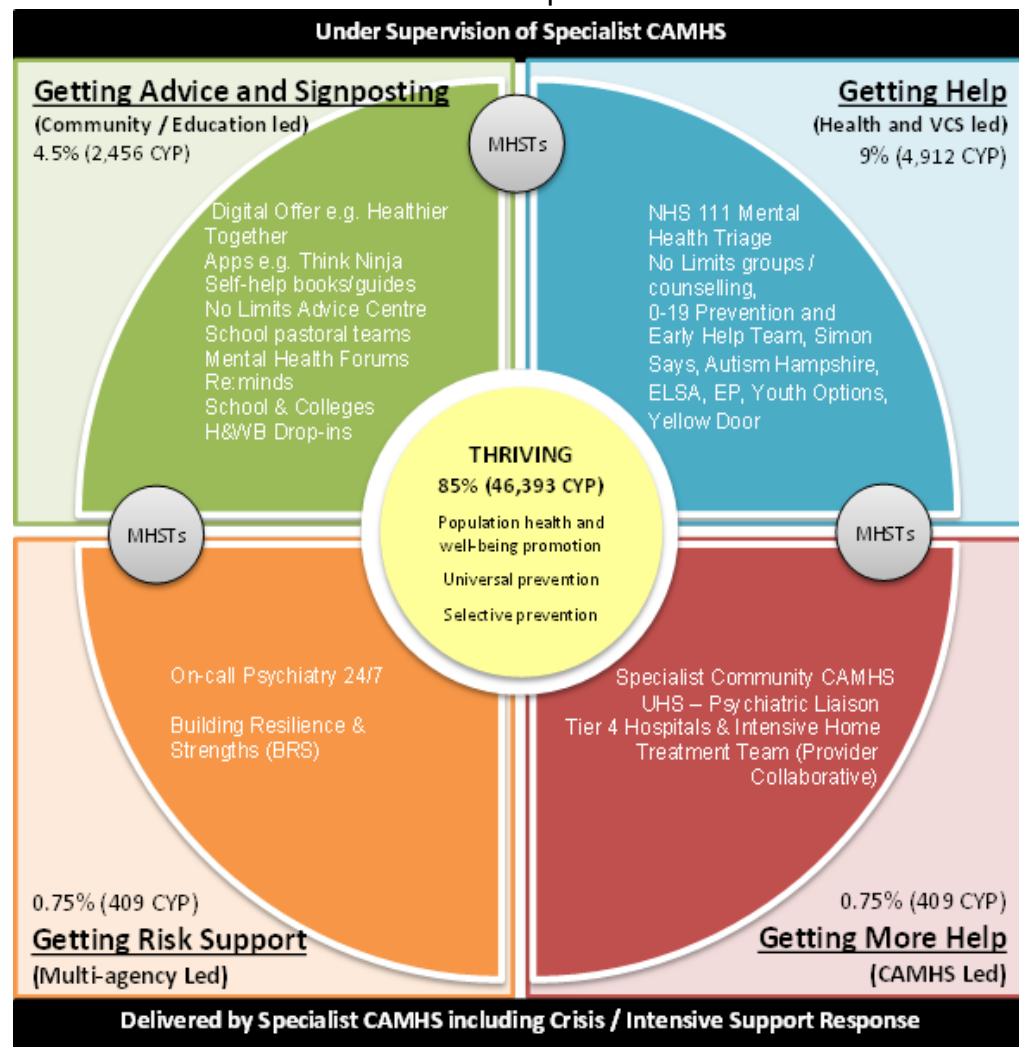 Under Supervision of Specialist CAMHS
Getting Advice and Signposting
(Community / Education led)
4.5% (2,456 CYP)
MHSTs
Getting Help
(Health and VCS led)
9% (4,912 CYP)
Digital Offer e.g. Healthier
Together
Apps e.g. Think Ninja
Self-help books/guides
No Limits Advice Centre
School pastoral teams
Mental Health Forums
Re:minds
School & Colleges
H&WB Drop-ins
NHS 111 Mental
Health Triage
No Limits groups /
counselling,
0-19 Prevention and
Early Help Team, Simon
Says, Autism Hampshire,
ELSA, EP, Youth Options,
Yellow Door
THRIVING
85% (46,393 CYP)
Population health and
well-being promotion
Universal prevention
Selective prevention
MHSTs
MHSTs
On-call Psychiatry 24/7
Building Resilience &
Strengths (BRS)
Specialist Community CAMHS
UHS – Psychiatric Liaison
Tier 4 Hospitals & Intensive Home
Treatment Team (Provider
Collaborative)
0.75% (409 CYP)
Getting Risk Support
(Multi-agency Led)
0.75% (409 CYP)
Getting More Help
(CAMHS Led)
Delivered by Specialist CAMHS including Crisis / Intensive Support Response